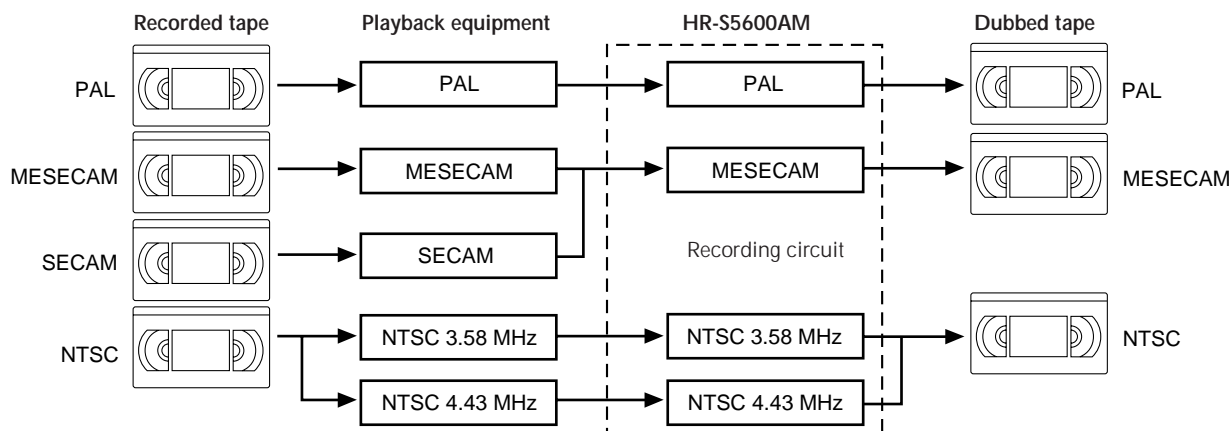 Recorded tape Playback equipment HR-S5600AM Dubbed tape
PAL PAL PAL PAL
MESECAM MESECAM MESECAM MESECAM
SECAM SECAM Recording circuit
NTSC NTSC 3.58 MHz NTSC 3.58 MHz NTSC
NTSC 4.43 MHz NTSC 4.43 MHz